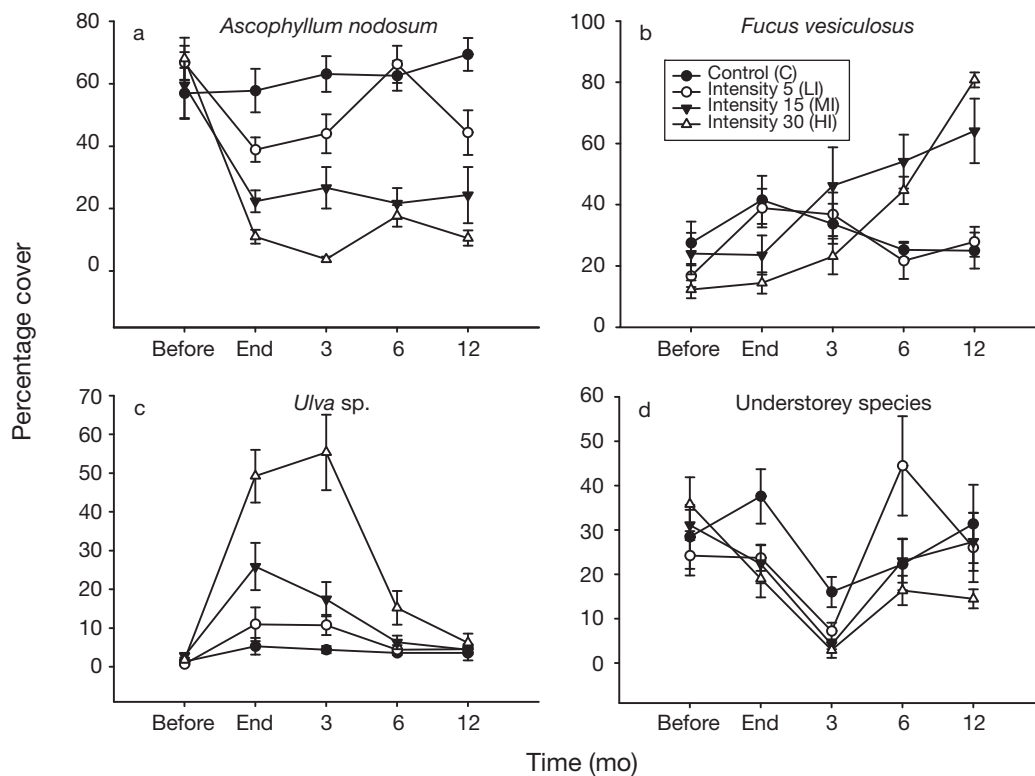 Percentage cover
a
Ascophyllum nodosum
80
60
40
20
0
Before End 3 6 12
b
Fucus vesiculosus
Control (C)
Intensity 5 (LI)
Intensity 15 (MI)
Intensity 30 (HI)
100
80
60
40
20
0
Before End 3 6 12
c
Ulva sp.
70
60
50
40
30
20
10
0
Before End 3 6 12
d
Understorey species
60
50
40
30
20
10
0
Before End 3 6 12
Time (mo)